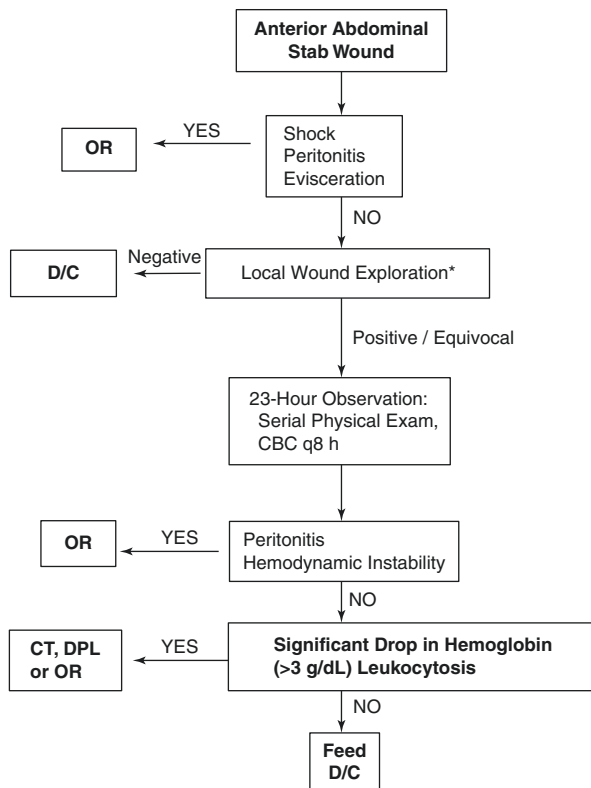 Anterior Abdominal
Stab Wound
YES
OR
Shock
Peritonitis
Evisceration
NO
Negative
D/C
Local Wound Exploration*
Positive / Equivocal
23-Hour Observation:
Serial Physical Exam,
CBC q8 h
YES
OR
Peritonitis
Hemodynamic Instability
NO
CT, DPL
or OR
YES
Significant Drop in Hemoglobin
(>3 g/dL) Leukocytosis
NO
Feed
D/C